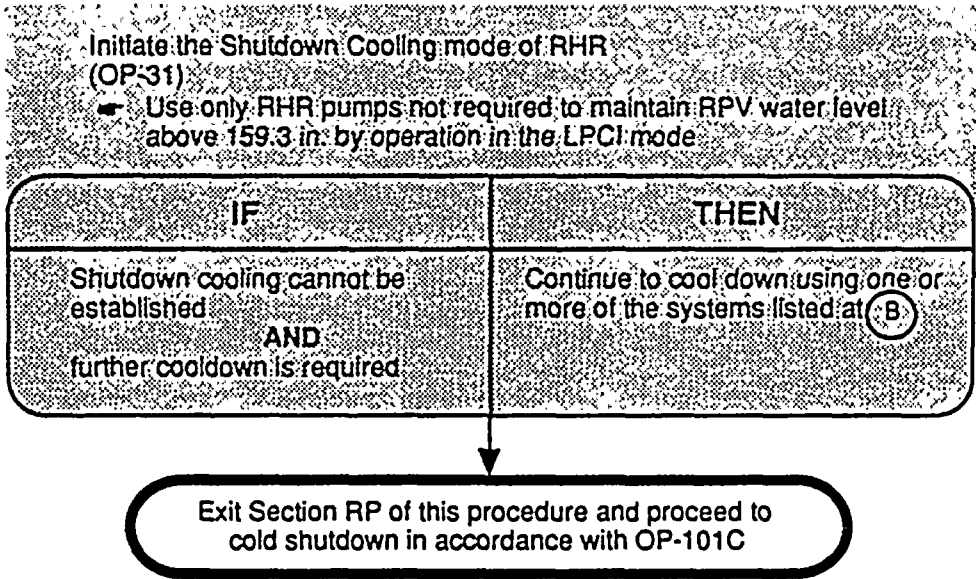 Initiate the Shutdown Cooling mode of RHR
(OP-31)
☛ Use only RHR pumps not required to maintain RPV water level
above 159.3 in. by operation in the LPCI mode
IF
THEN
Shutdown cooling cannot be
established
AND
further cooldown is required
Continue to cool down using one or
more of the systems listed at B
Exit Section RP of this procedure and proceed to
cold shutdown in accordance with OP-101C